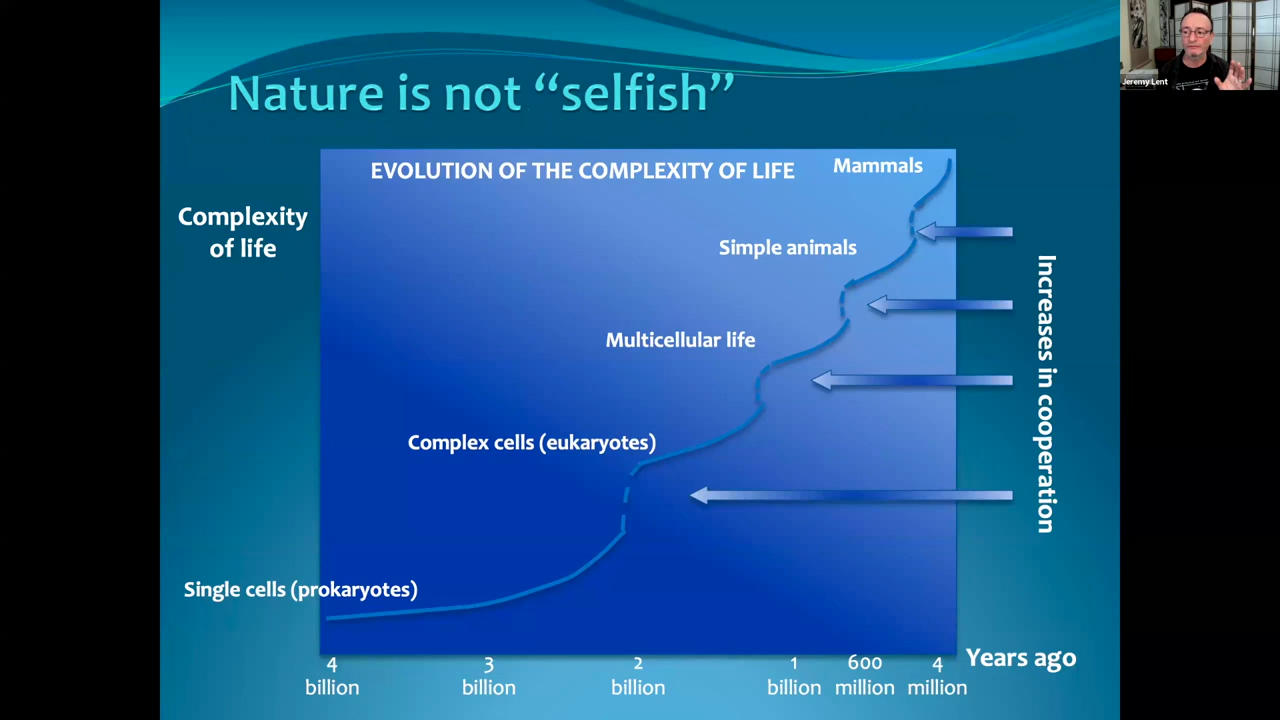 Nature is not “selfish”
Jeremy Lent
EVOLUTION OF THE COMPLEXITY OF LIFE
Mammals
Complexity
of life
Simple animals
Multicellular life
Complex cells (eukaryotes)
Single cells (prokaryotes)
Increases in cooperation
4
billion
3
billion
2
billion
1
billion
600
million
4
million
Years ago